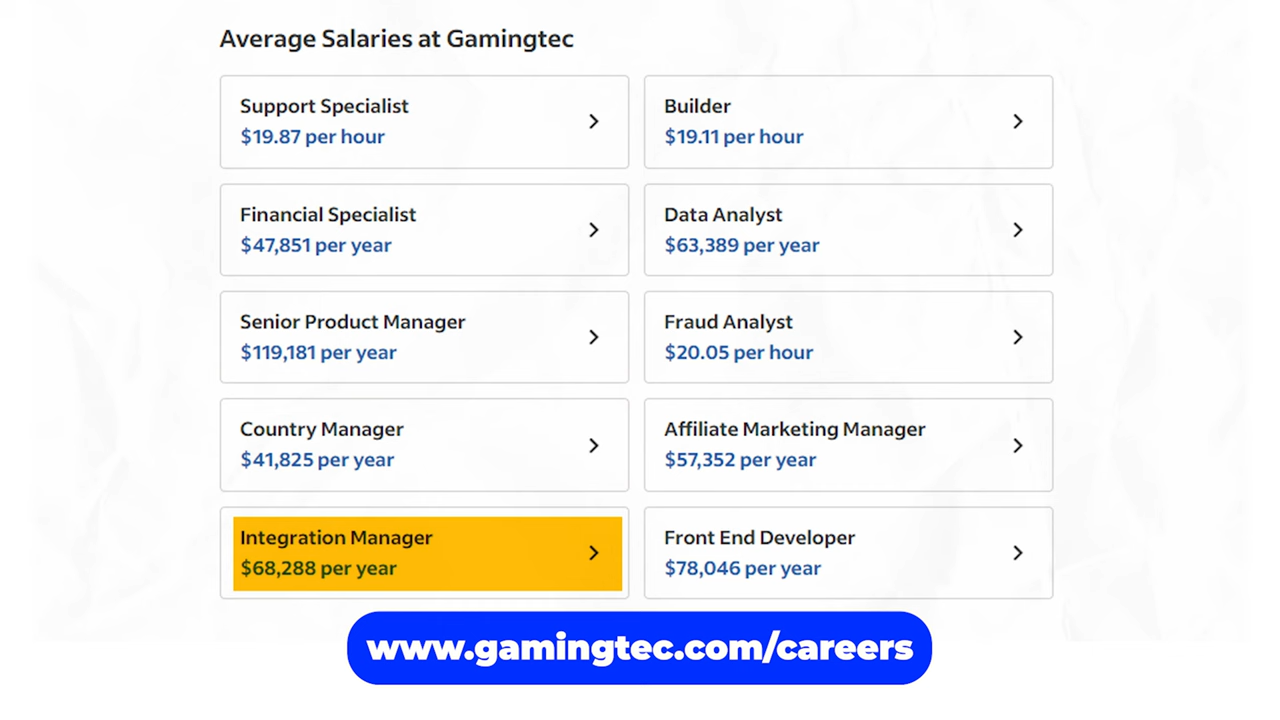 Average Salaries at Gamingtec
Support Specialist
$19.87 per hour
Builder
$19.11 per hour
Financial Specialist
$47,851 per year
Data Analyst
$63,389 per year
Senior Product Manager
$119,181 per year
Fraud Analyst
$20.05 per hour
Country Manager
$41,825 per year
Affiliate Marketing Manager
$57,352 per year
Integration Manager
$68,288 per year
Front End Developer
$78,046 per year
www.gamingtec.com/careers